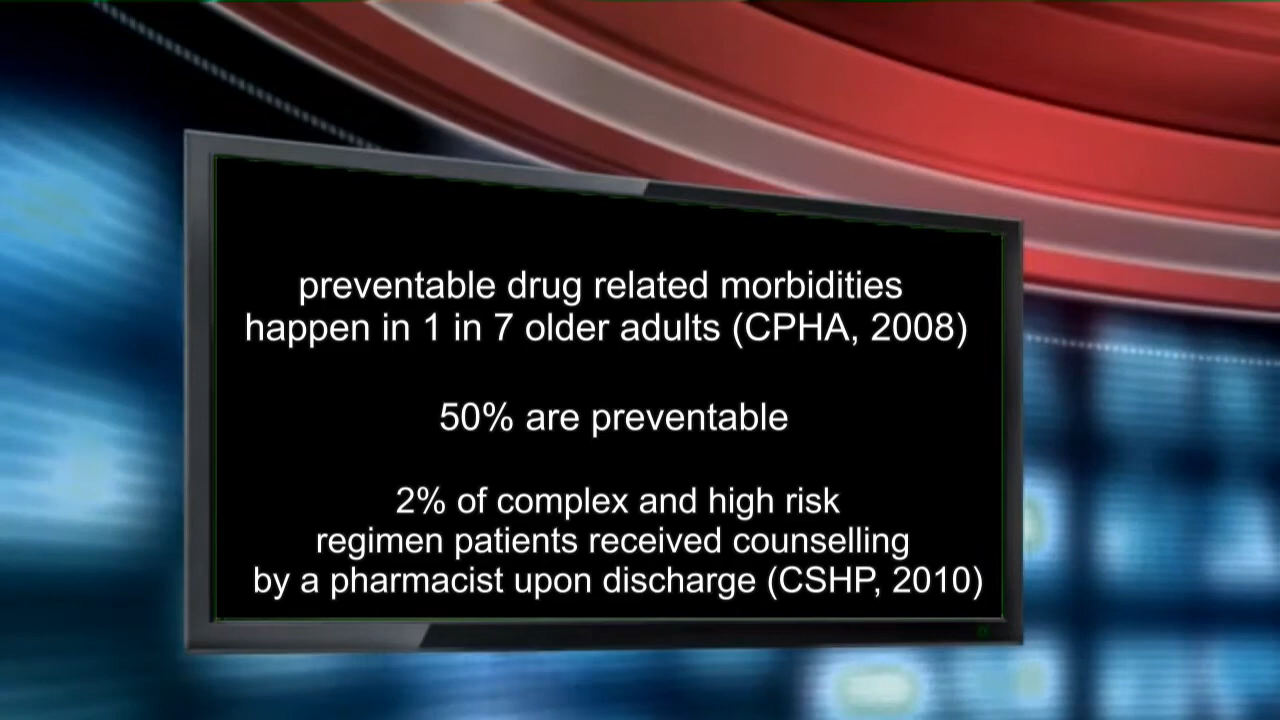 preventable drug related morbidities
happen in 1 in 7 older adults (CPHA, 2008)
50% are preventable
2% of complex and high risk
regimen patients received counselling
by a pharmacist upon discharge (CSHP, 2010)